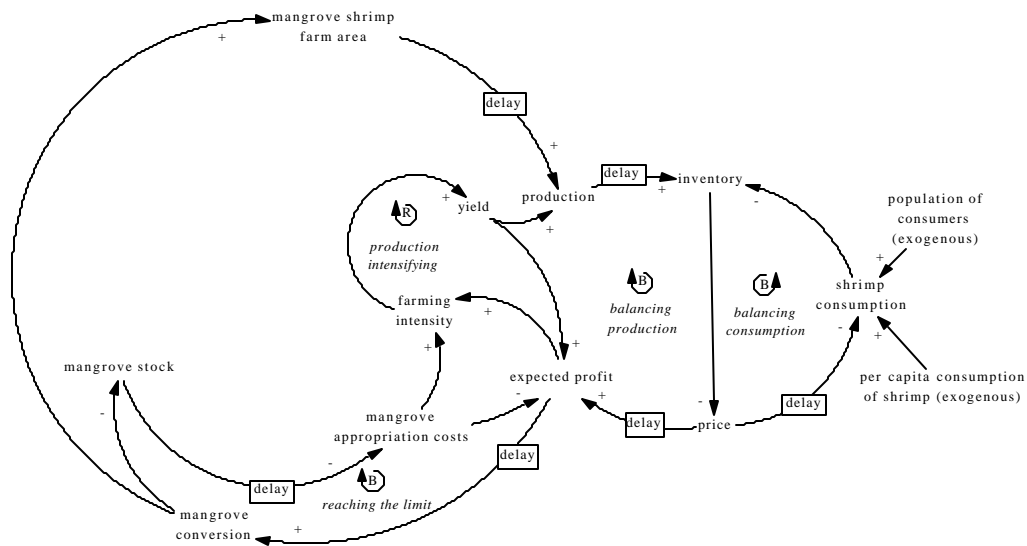 mangrove shrimp
farm area
+
delay
+
delay
+
inventory
production
+
yield
+
R
production
intensifying
-
population of
consumers
(exogenous)
+
B
balancing
production
B
balancing
consumption
shrimp
consumption
farming
intensity
+
+
+
-
+
mangrove stock
expected profit
per capita consumption
of shrimp (exogenous)
-
+
-
delay
mangrove
appropriation costs
delay
price
-
delay
-
B
delay
reaching the limit
mangrove
conversion
+